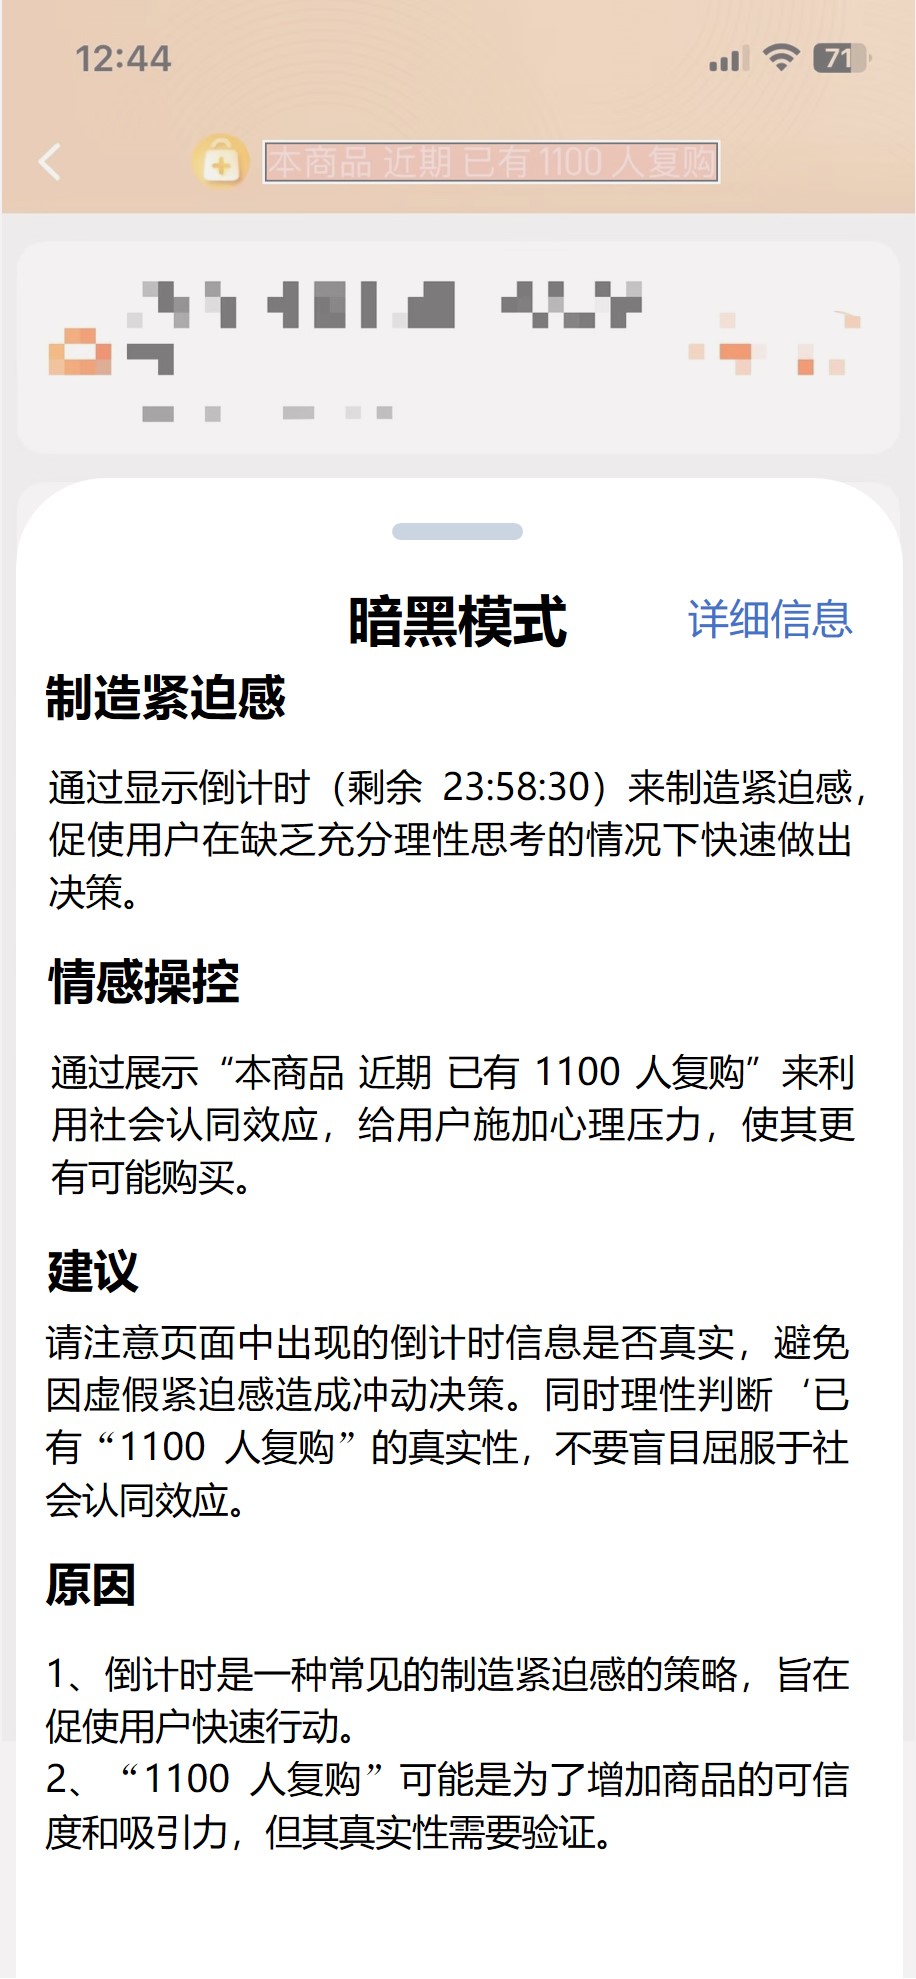 12:44
71
本商品 近期 已有 1100 人复购
暗黑模式
详细信息
制造紧迫感
通过显示倒计时（剩余 23:58:30）来制造紧迫感，
促使用户在缺乏充分理性思考的情况下快速做出
决策。
情感操控
通过展示“本商品 近期 已有 1100 人复购”来利
用社会认同效应，给用户施加心理压力，使其更
有可能购买。
建议
请注意页面中出现的倒计时信息是否真实，避免
因虚假紧迫感造成冲动决策。同时理性判断‘已
有“1100 人复购”的真实性，不要盲目屈服于社
会认同效应。
原因
1、倒计时是一种常见的制造紧迫感的策略，旨在
促使用户快速行动。
2、“1100 人复购”可能是为了增加商品的可信
度和吸引力，但其真实性需要验证。